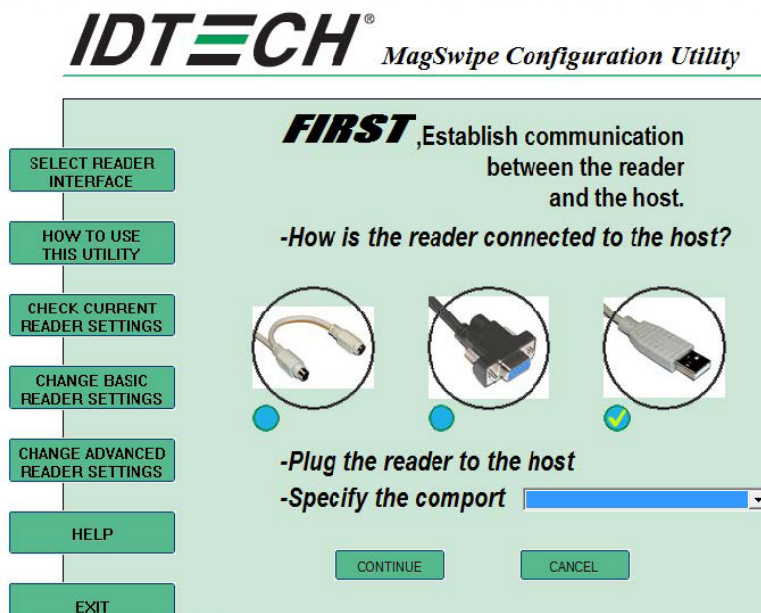 IDTECH®
MagSwipe Configuration Utility
FIRST ,Establish communication
between the reader
and the host.
-How is the reader connected to the host?
-Plug the reader to the host
-Specify the comport
CONTINUE CANCEL
SELECT READER
INTERFACE
HOW TO USE
THIS UTILITY
CHECK CURRENT
READER SETTINGS
CHANGE BASIC
READER SETTINGS
CHANGE ADVANCED
READER SETTINGS
HELP
EXIT